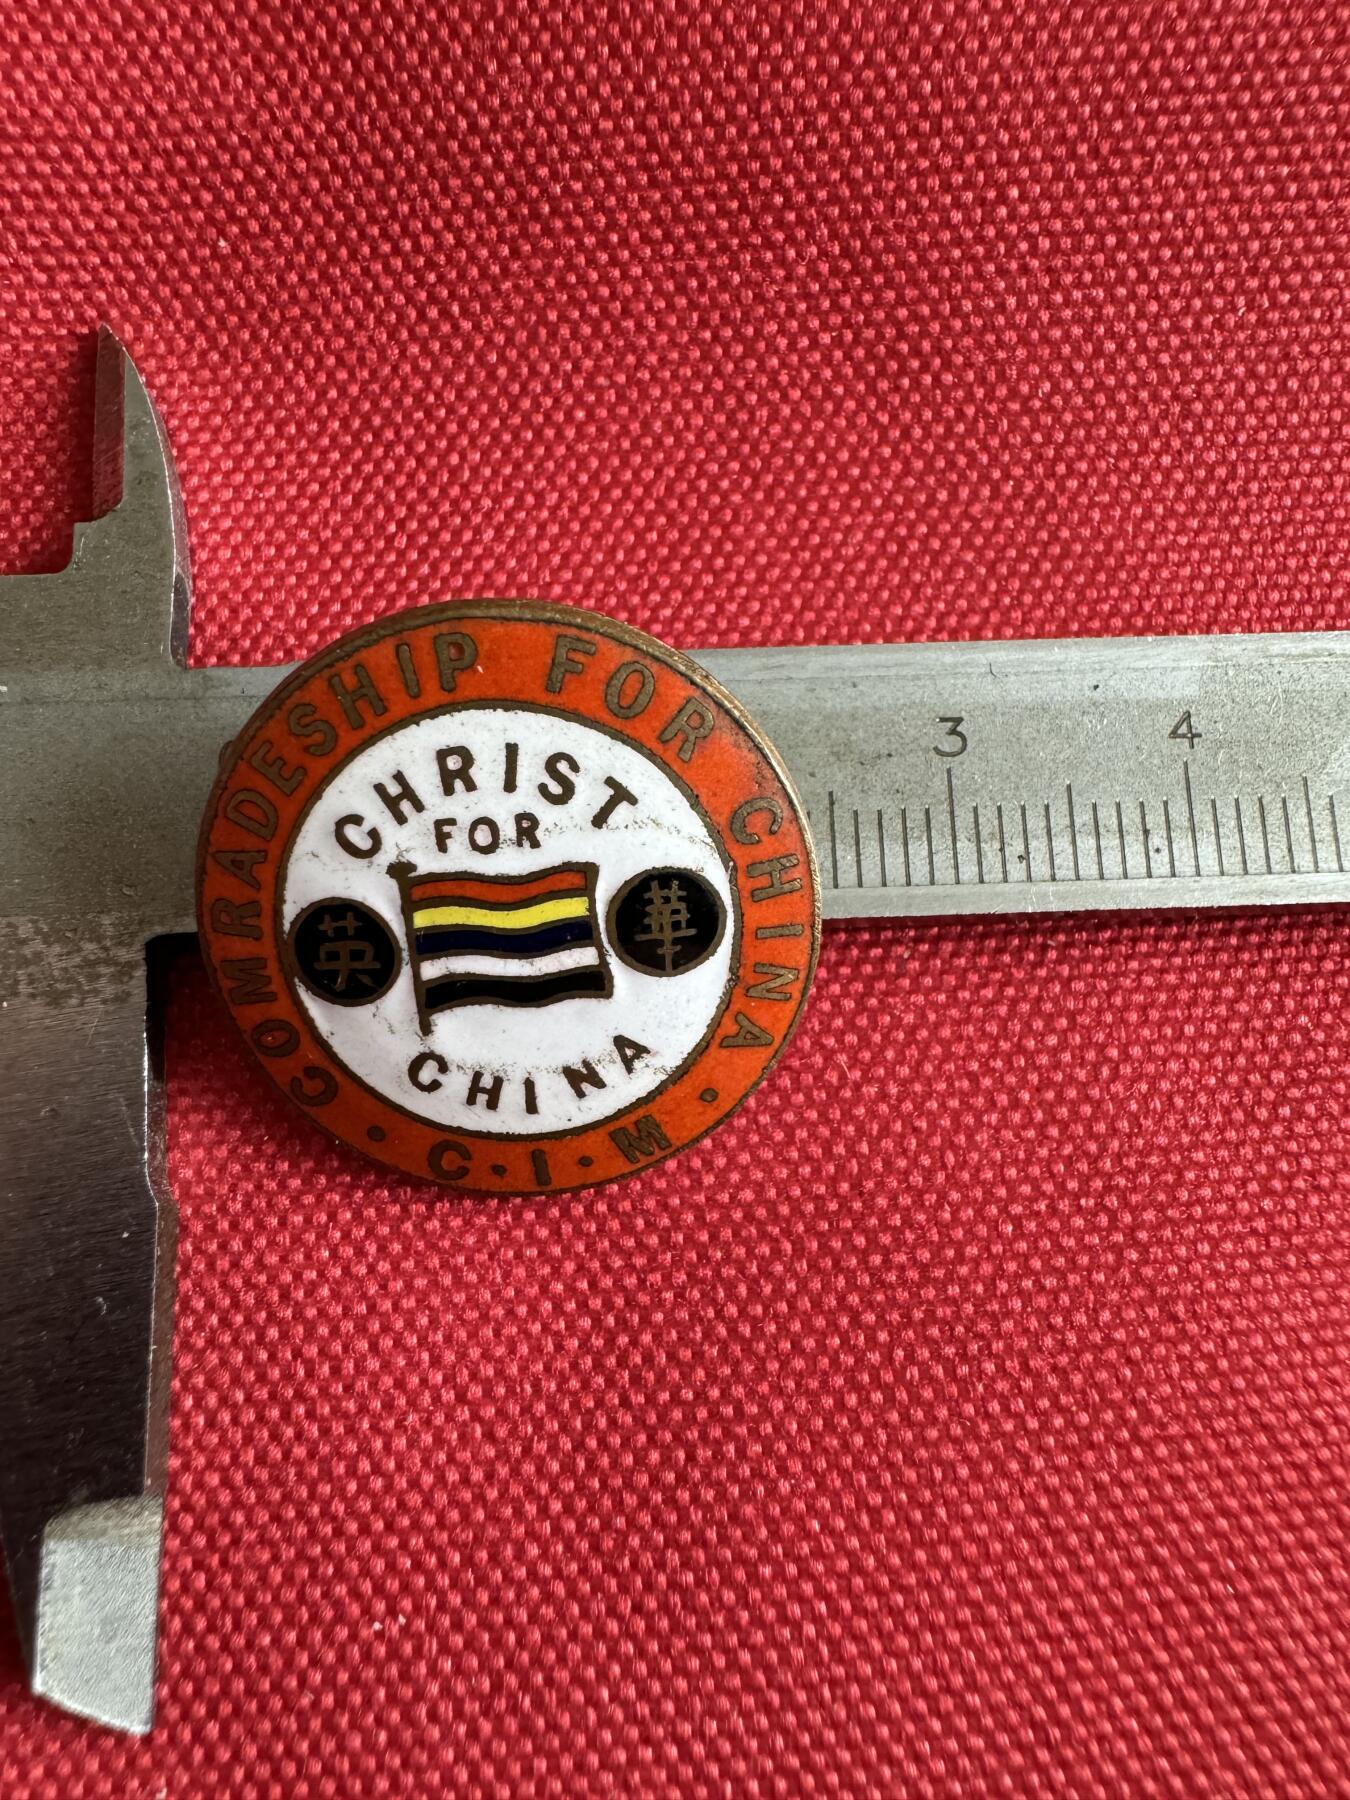 COMRADESHIP FOR CHINA · C·I·M ·
CHRIST
FOR
英
華
CHINA
3 4